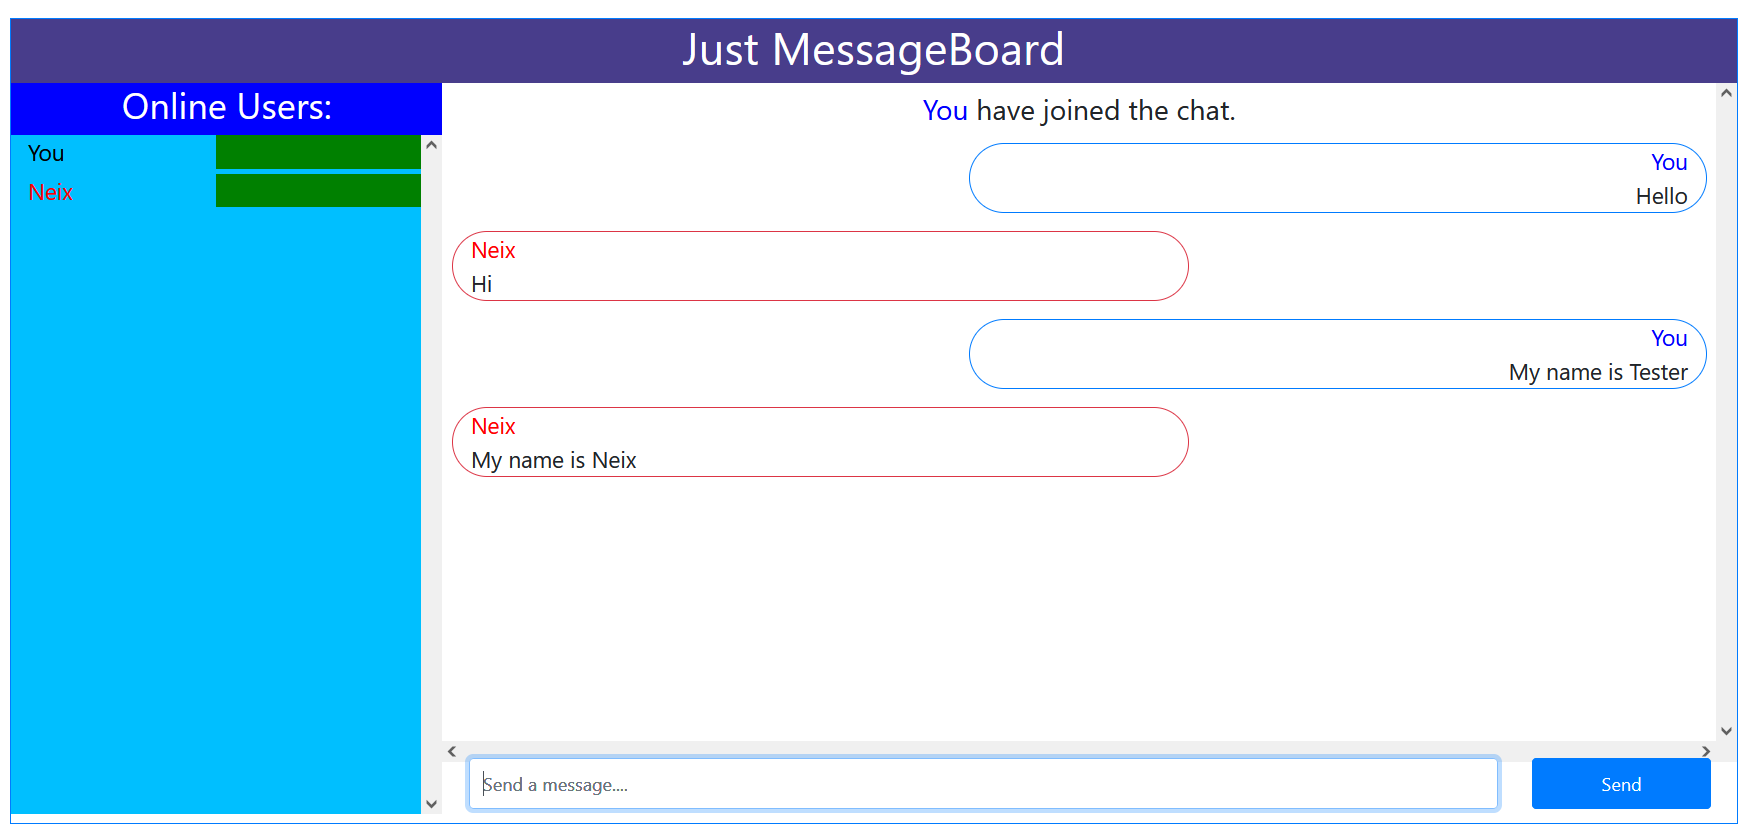 Just MessageBoard
Online Users:
You
Neix
You have joined the chat.
You
Hello
Neix
Hi
You
My name is Tester
Neix
My name is Neix
Send a message....
Send